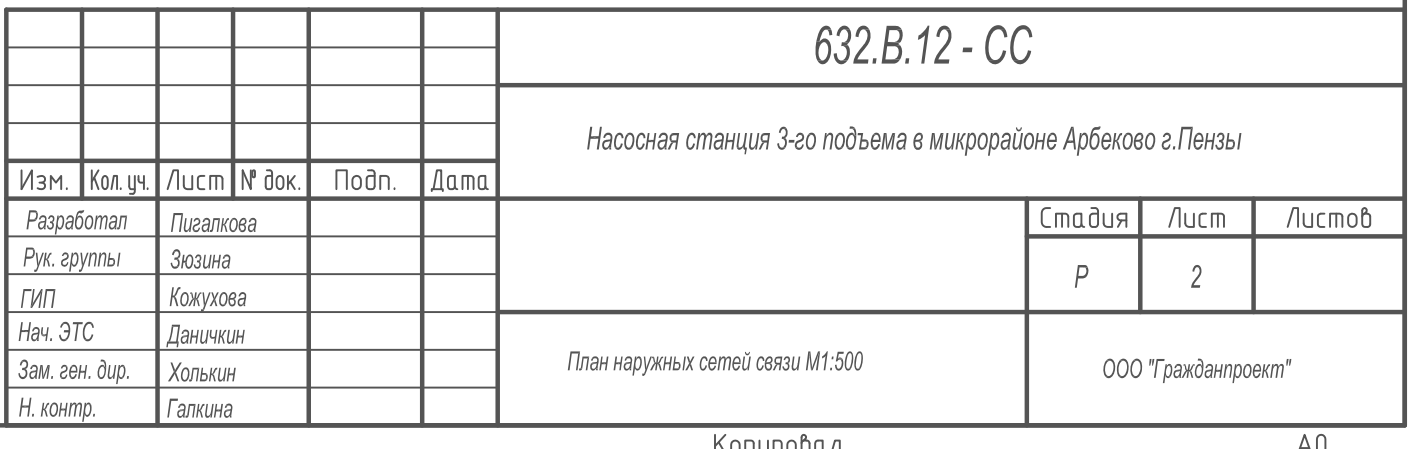 632.В.12 - СС
Насосная станция 3-го подъема в микрорайоне Арбеково г.Пензы
Изм. Кол. уч. Лист № док. Подп. Дата
Разработал Пигалкова
Рук. группы Зюзина
ГИП Кожухова
Нач. ЭТС Даничкин
Зам. ген. дир. Холькин
Н. контр. Галкина
Стадия Лист Листов
Р 2
План наружных сетей связи М1:500
ООО "Гражданпроект"
Копировал А0